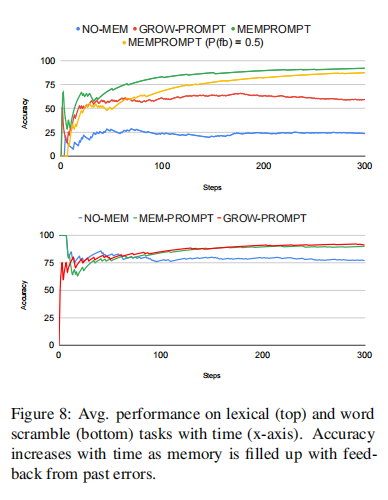 NO-MEM GROW-PROMPT MEMPROMPT
MEMPROMPT (P(fb) = 0.5)
100
75
50
25
0
Accuracy
100
200
300
Steps
NO-MEM MEM-PROMPT GROW-PROMPT
100
75
50
25
0
Accuracy
0
100
200
300
Steps
Figure 8: Avg. performance on lexical (top) and word
scramble (bottom) tasks with time (x-axis). Accuracy
increases with time as memory is filled up with feed-
back from past errors.